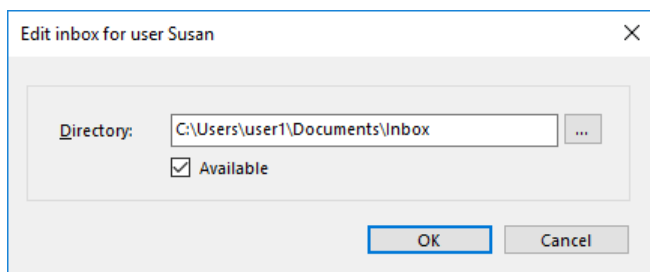 Edit inbox for user Susan
Directory: C:\Users\user1\Documents\Inbox ...
Available
OK Cancel